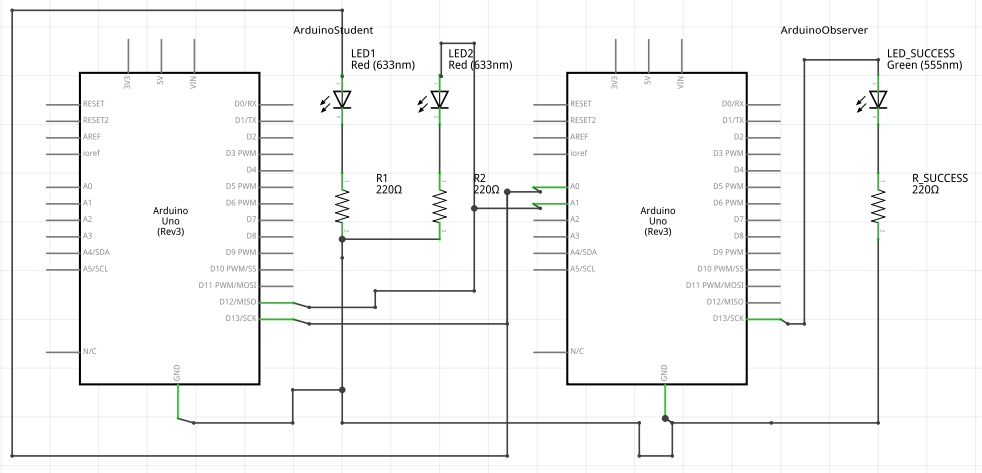 ArduinoStudent
ArduinoObserver
LED1
Red (633nm)
LED2
Red (633nm)
LED_SUCCESS
Green (555nm)
3V3
5V
VIN
RESET
RESET2
AREF
ioref
A0
A1
A2
A3
A4/SDA
A5/SCL
N/C
Arduino
Uno
(Rev3)
D0/RX
D1/TX
D2
D3 PWM
D4
D5 PWM
D6 PWM
D7
D8
D9 PWM
D10 PWM/SS
D11 PWM/MOSI
D12/MISO
D13/SCK
GND
R1
220Ω
R2
220Ω
3V3
5V
VIN
RESET
RESET2
AREF
ioref
A0
A1
A2
A3
A4/SDA
A5/SCL
N/C
Arduino
Uno
(Rev3)
D0/RX
D1/TX
D2
D3 PWM
D4
D5 PWM
D6 PWM
D7
D8
D9 PWM
D10 PWM/SS
D11 PWM/MOSI
D12/MISO
D13/SCK
GND
R_SUCCESS
220Ω